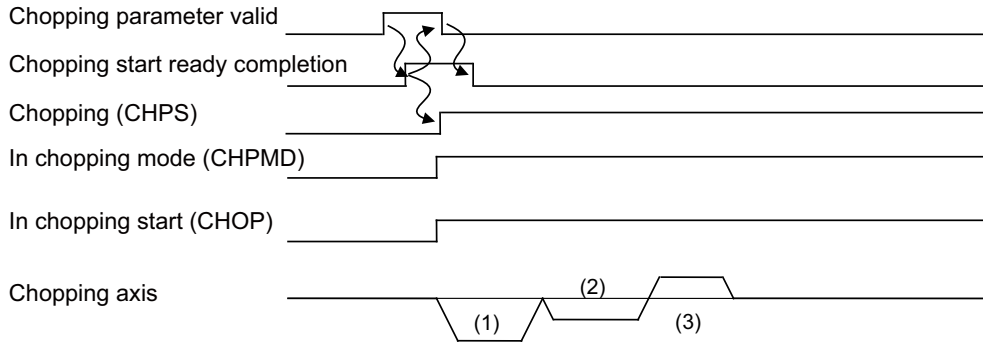 Chopping parameter valid
Chopping start ready completion
Chopping (CHPS)
In chopping mode (CHPMD)
In chopping start (CHOP)
Chopping axis
(1)
(2)
(3)